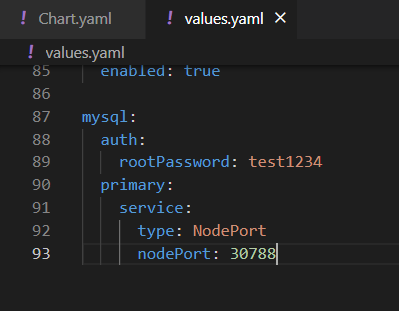 ! Chart.yaml
! values.yaml ×
! values.yaml
85 enabled: true
86
87 mysql:
88 auth:
89 rootPassword: test1234
90 primary:
91 service:
92 type: NodePort
93 nodePort: 30788